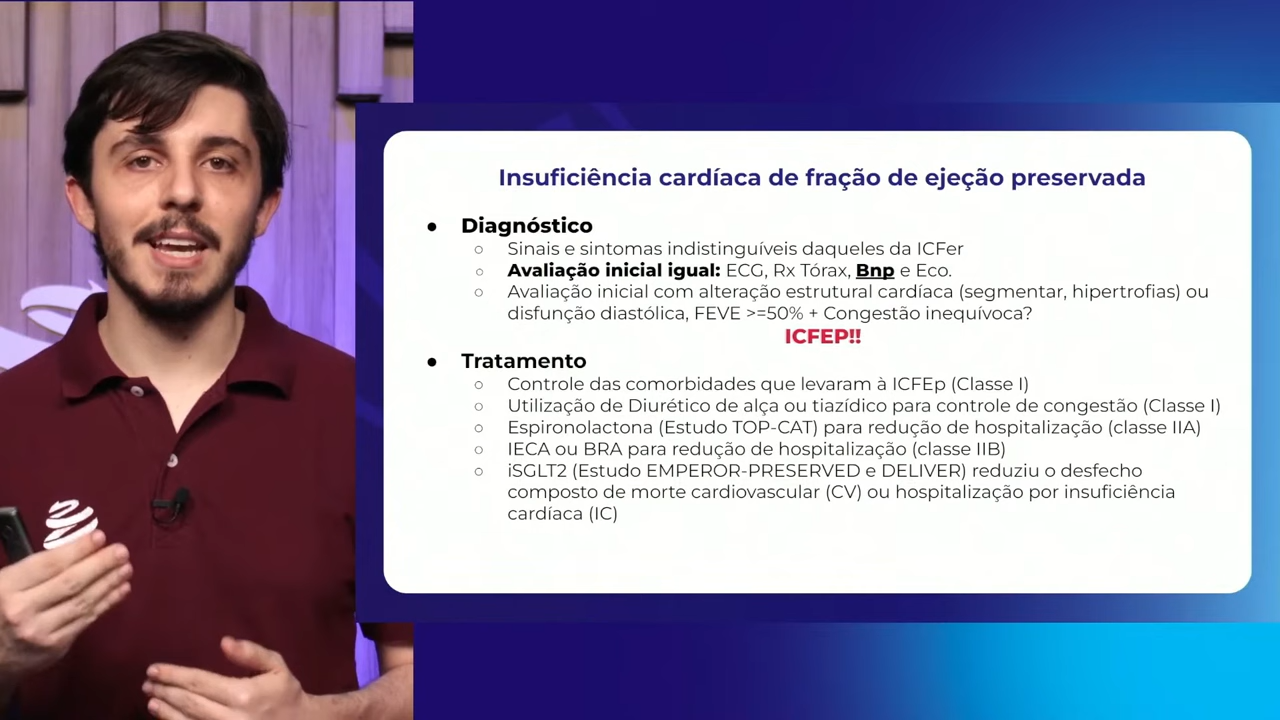 Insuficiência cardíaca de fração de ejeção preservada
● Diagnóstico
○ Sinais e sintomas indistinguíveis daqueles da ICFer
○ Avaliação inicial igual: ECG, Rx Tórax, Bnp e Eco.
○ Avaliação inicial com alteração estrutural cardíaca (segmentar, hipertrofias) ou
disfunção diastólica, FEVE >=50% + Congestão inequívoca?
ICFEP!!
● Tratamento
○ Controle das comorbidades que levaram à ICFEp (Classe I)
○ Utilização de Diurético de alça ou tiazídico para controle de congestão (Classe I)
○ Espironolactona (Estudo TOP-CAT) para redução de hospitalização (classe IIA)
○ IECA ou BRA para redução de hospitalização (classe IIB)
○ iSGLT2 (Estudo EMPEROR-PRESERVED e DELIVER) reduziu o desfecho
composto de morte cardiovascular (CV) ou hospitalização por insuficiência
cardíaca (IC)